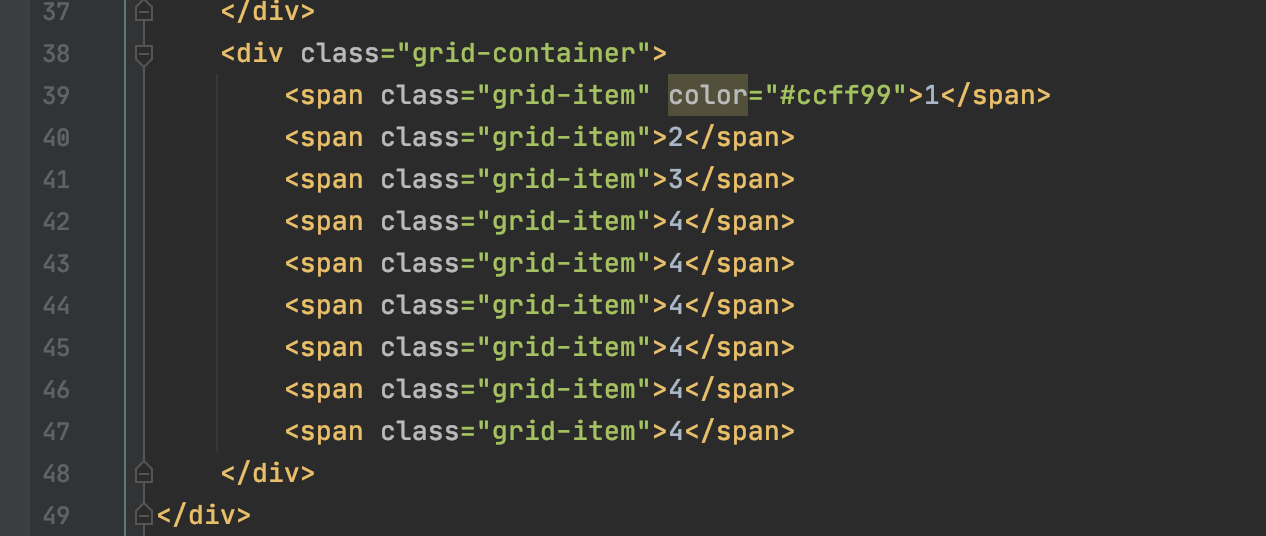 37 </div>
38 <div class="grid-container">
39 <span class="grid-item" color="#ccff99">1</span>
40 <span class="grid-item">2</span>
41 <span class="grid-item">3</span>
42 <span class="grid-item">4</span>
43 <span class="grid-item">4</span>
44 <span class="grid-item">4</span>
45 <span class="grid-item">4</span>
46 <span class="grid-item">4</span>
47 <span class="grid-item">4</span>
48 </div>
49 </div>